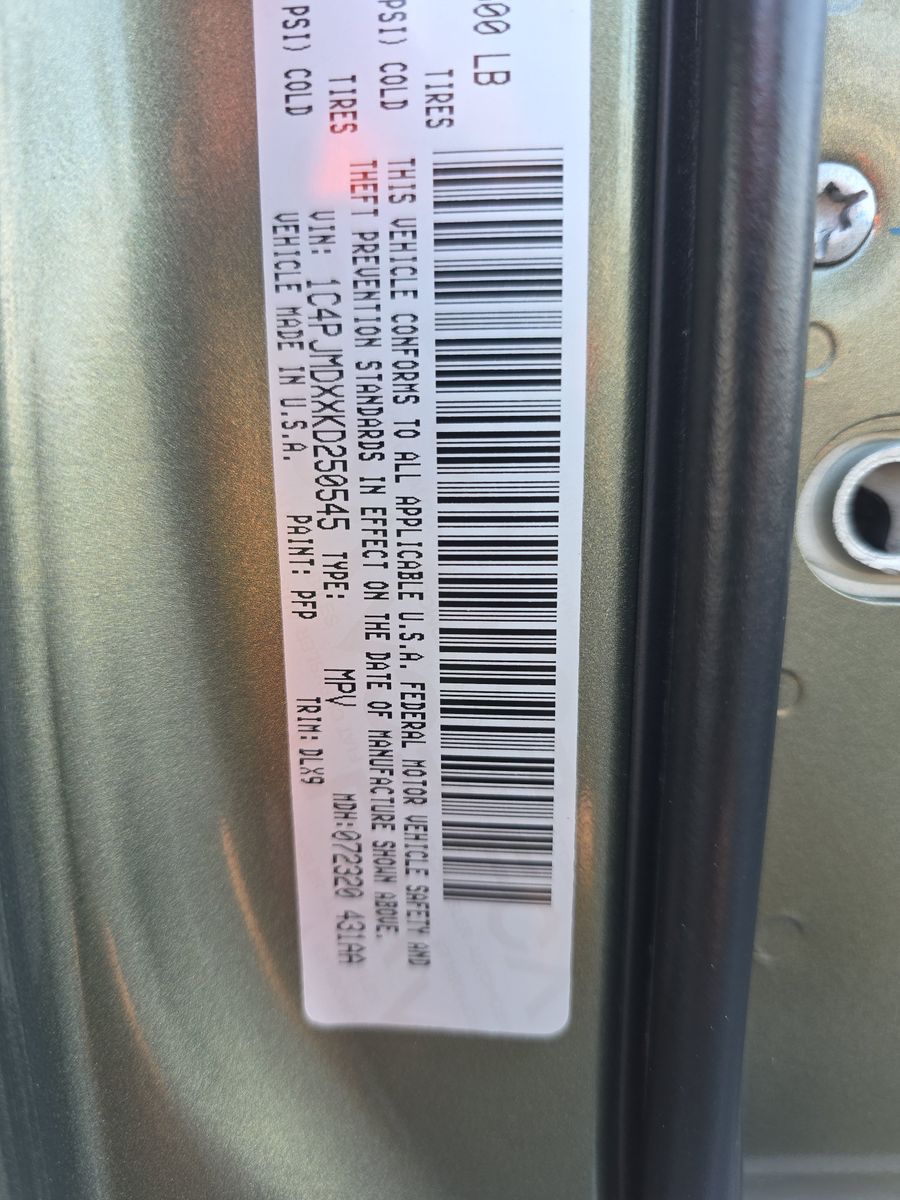 000 LB
PSI) COLD
PSI) COLD
TIRES
TIRES
THIS VEHICLE CONFORMS TO ALL APPLICABLE U.S.A. FEDERAL MOTOR VEHICLE SAFETY AND
THEFT PREVENTION STANDARDS IN EFFECT ON THE DATE OF MANUFACTURE SHOWN ABOVE.
VIN: 1C4PJMDXXKD250545 TYPE: MPV MDH:072320 431AA
VEHICLE MADE IN U.S.A. PAINT: PFP TRIM: DLX9